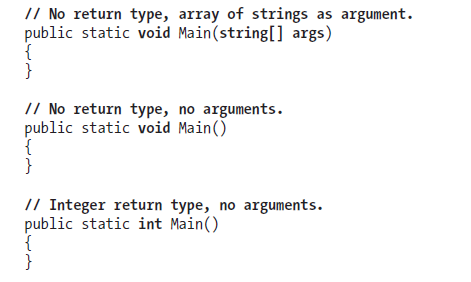 // No return type, array of strings as argument.
public static void Main(string[] args)
{
}
// No return type, no arguments.
public static void Main()
{
}
// Integer return type, no arguments.
public static int Main()
{
}